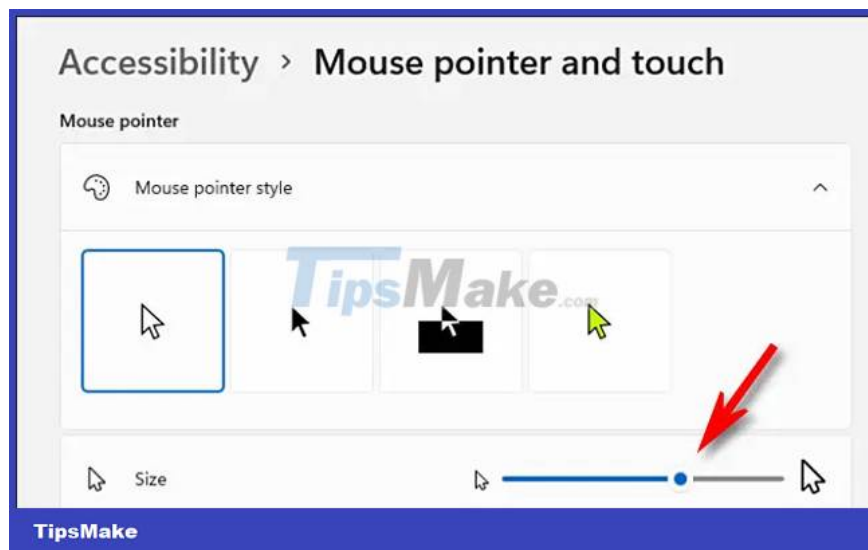 Accessibility > Mouse pointer and touch
Mouse pointer
Mouse pointer style
TipsMake.com
Size
TipsMake